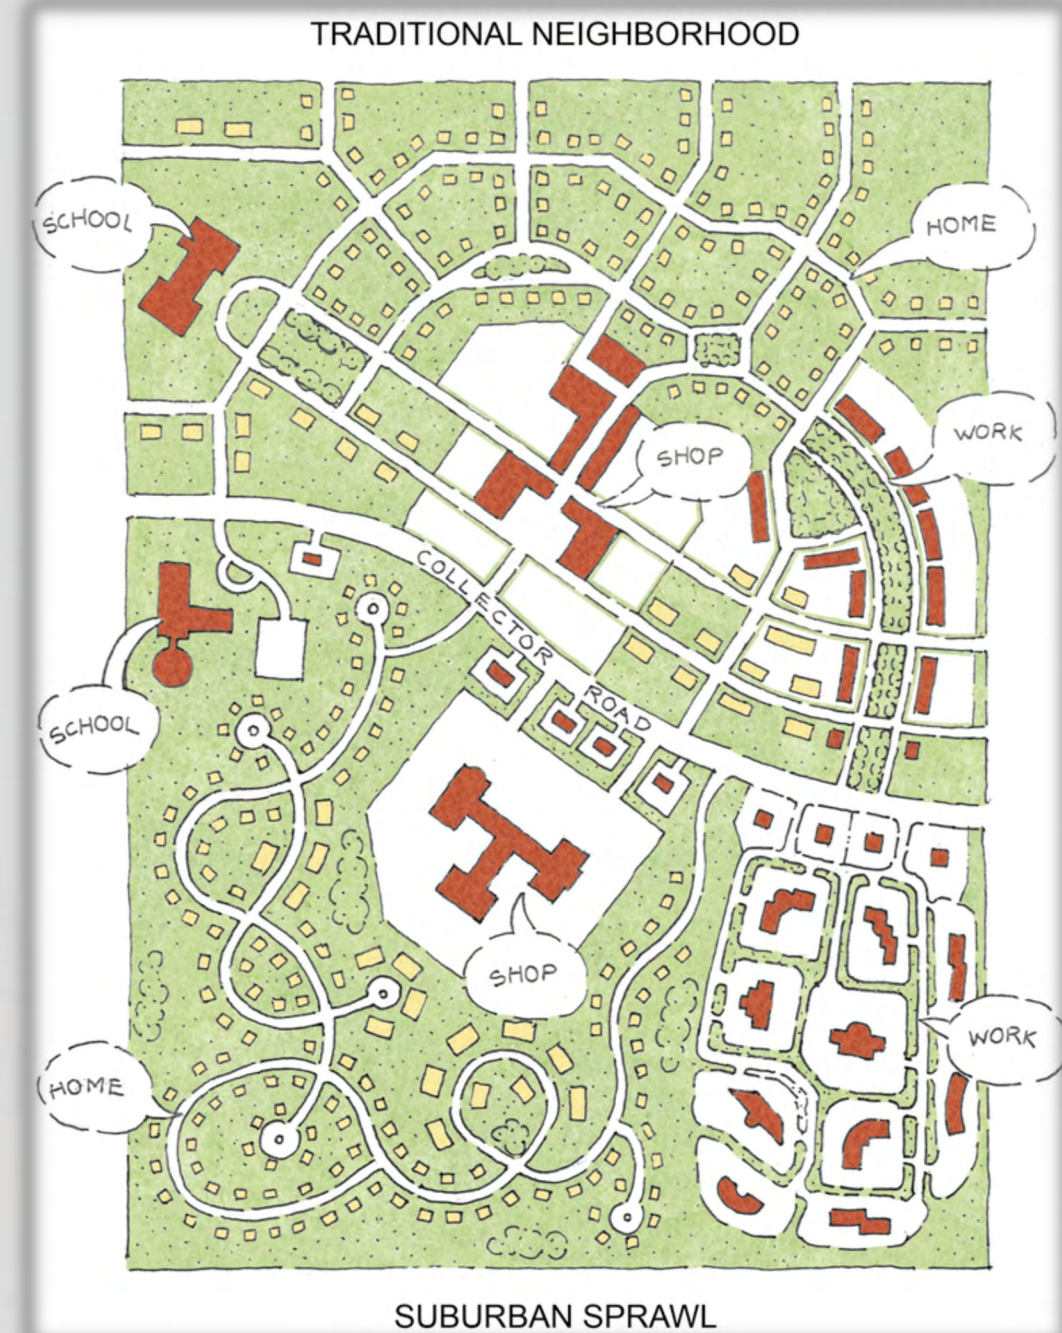 TRADITIONAL NEIGHBORHOOD
SCHOOL
HOME
WORK
SHOP
COLLECTOR
ROAD
SCHOOL
SHOP
WORK
HOME
SUBURBAN SPRAWL